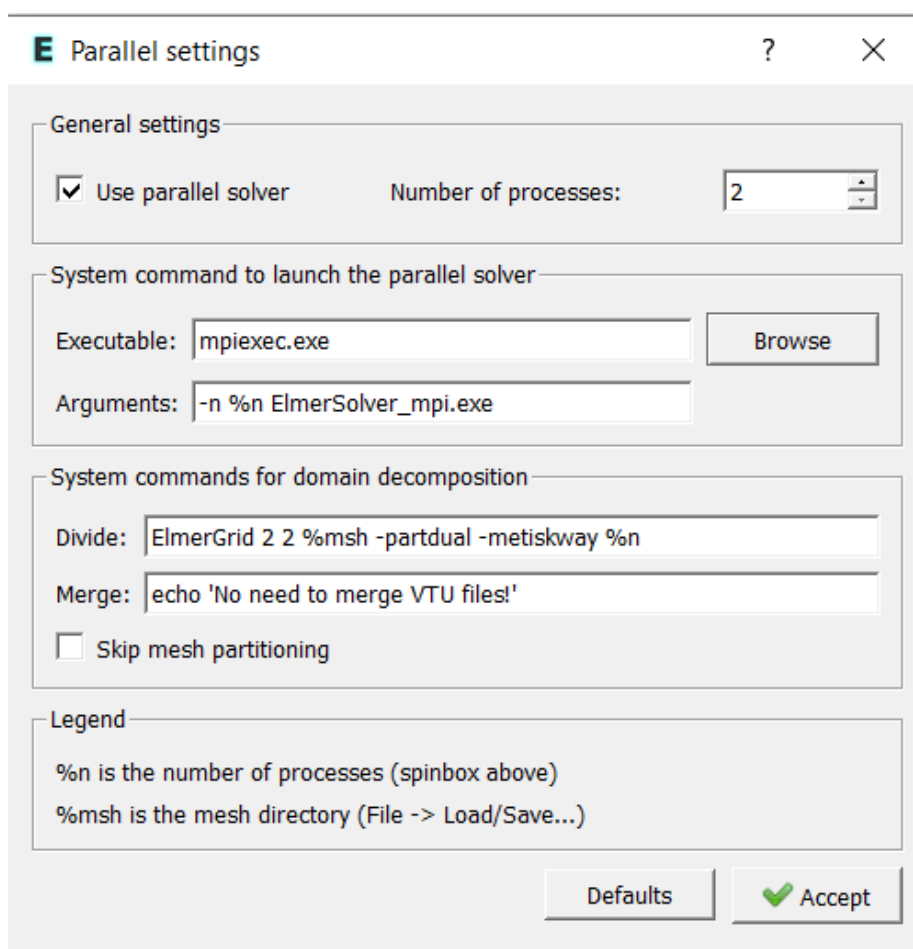 E Parallel settings ? ×
General settings
Use parallel solver Number of processes: 2
System command to launch the parallel solver
Executable: mpiexec.exe Browse
Arguments: -n %n ElmerSolver_mpi.exe
System commands for domain decomposition
Divide: ElmerGrid 2 2 %msh -partdual -metiskway %n
Merge: echo 'No need to merge VTU files!'
Skip mesh partitioning
Legend
%n is the number of processes (spinbox above)
%msh is the mesh directory (File -> Load/Save...)
Defaults Accept